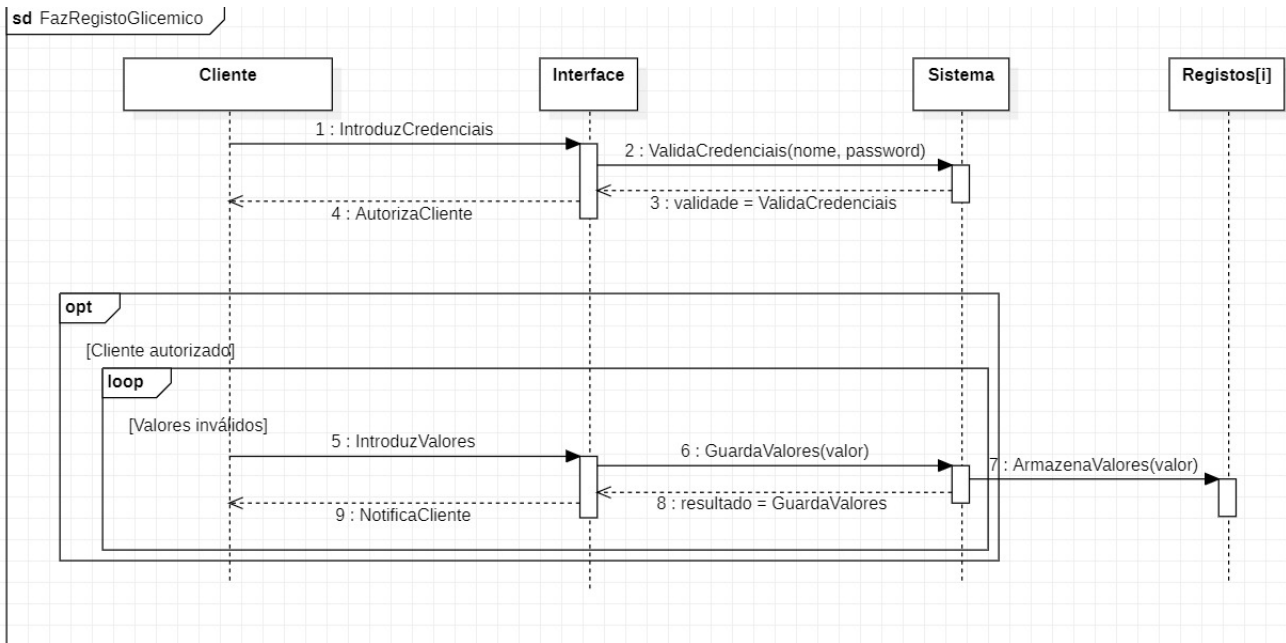 sd FazRegistoGlicemico
Cliente
Interface
Sistema
Registos[i]
1 : IntroduzCredenciais
2 : ValidaCredenciais(nome, password)
3 : validade = ValidaCredenciais
4 : AutorizaCliente
opt
[Cliente autorizado]
loop
[Valores inválidos]
5 : IntroduzValores
6 : GuardaValores(valor)
7 : ArmazenaValores(valor)
8 : resultado = GuardaValores
9 : NotificaCliente